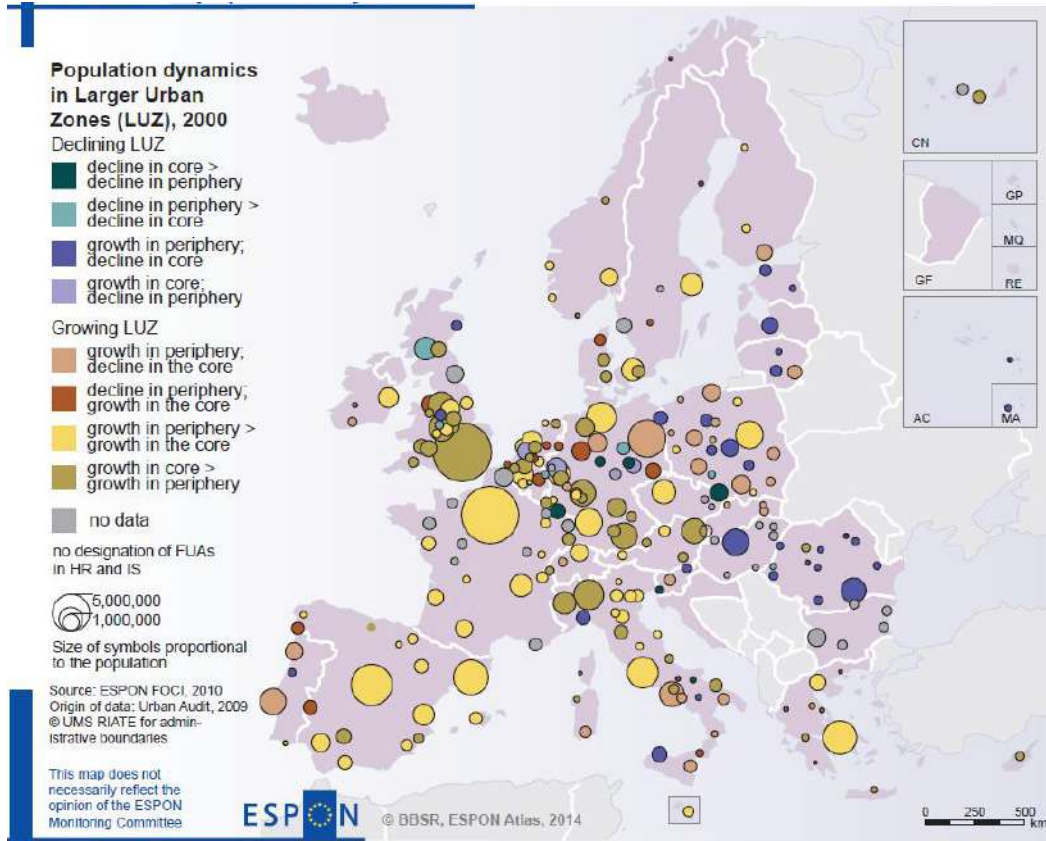 Population dynamics
in Larger Urban
Zones (LUZ), 2000
Declining LUZ
decline in core >
decline in periphery
decline in periphery >
decline in core
growth in periphery;
decline in core
growth in core;
decline in periphery
Growing LUZ
growth in periphery;
decline in the core
decline in periphery;
growth in the core
growth in periphery >
growth in the core
growth in core >
growth in periphery
no data
no designation of FUAs
in HR and IS
5,000,000
1,000,000
Size of symbols proportional
to the population
Source: ESPON FOCI, 2010
Origin of data: Urban Audit, 2009
© UMS RIATE for admin-
istrative boundaries
This map does not
necessarily reflect the
opinion of the ESPON
Monitoring Committee
ESPON
© BBSR, ESPON Atlas, 2014
CN
GP
MQ
GF
RE
AC
MA
0 250 500
km